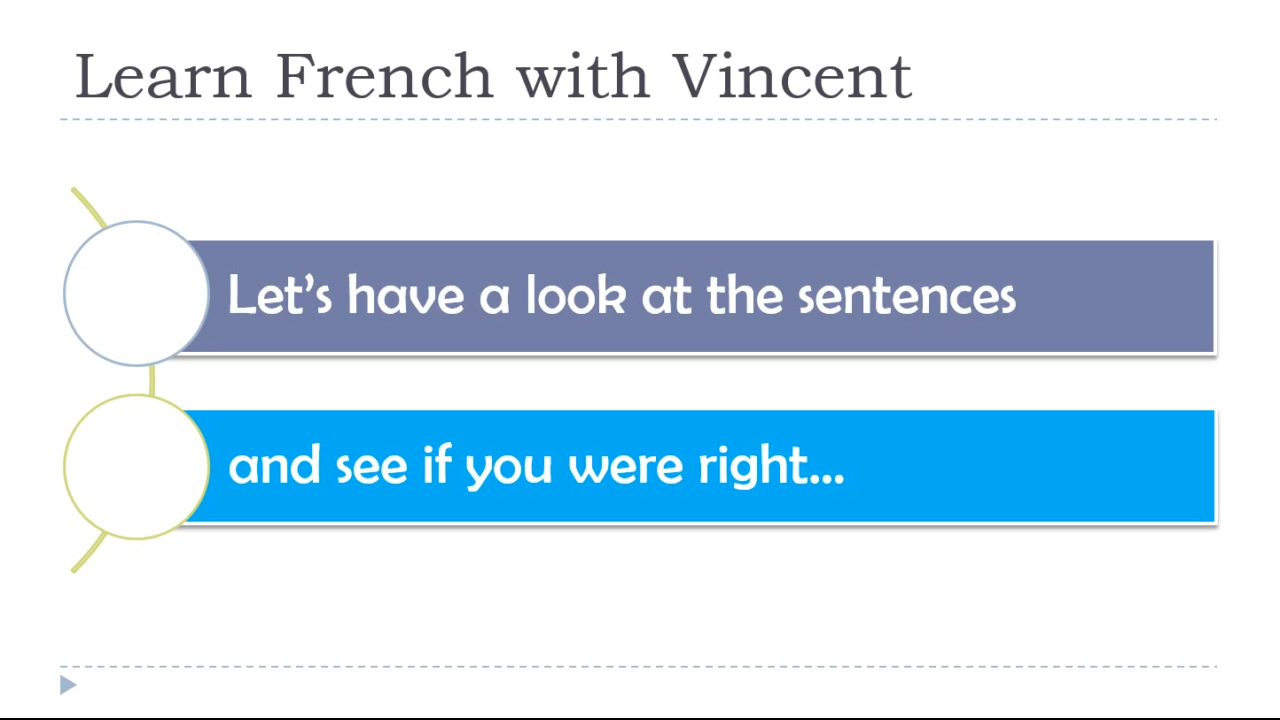 Learn French with Vincent
Let's have a look at the sentences
and see if you were right...